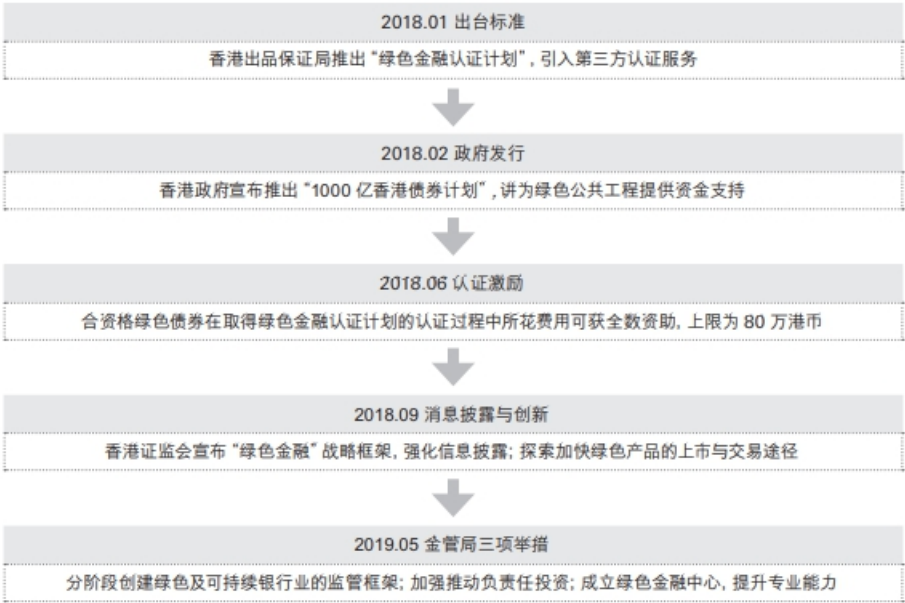 2018.01 出台标准
香港出品保证局推出“绿色金融认证计划”, 引入第三方认证服务
2018.02 政府发行
香港政府宣布推出“1000 亿香港债券计划”, 讲为绿色公共工程提供资金支持
2018.06 认证激励
合资格绿色债券在取得绿色金融认证计划的认证过程中所花费用可获全数资助, 上限为 80 万港币
2018.09 消息披露与创新
香港证监会宣布“绿色金融”战略框架, 强化信息披露; 探索加快绿色产品的上市与交易途径
2019.05 金管局三项举措
分阶段创建绿色及可持续银行业的监管框架; 加强推动负责任投资; 成立绿色金融中心, 提升专业能力